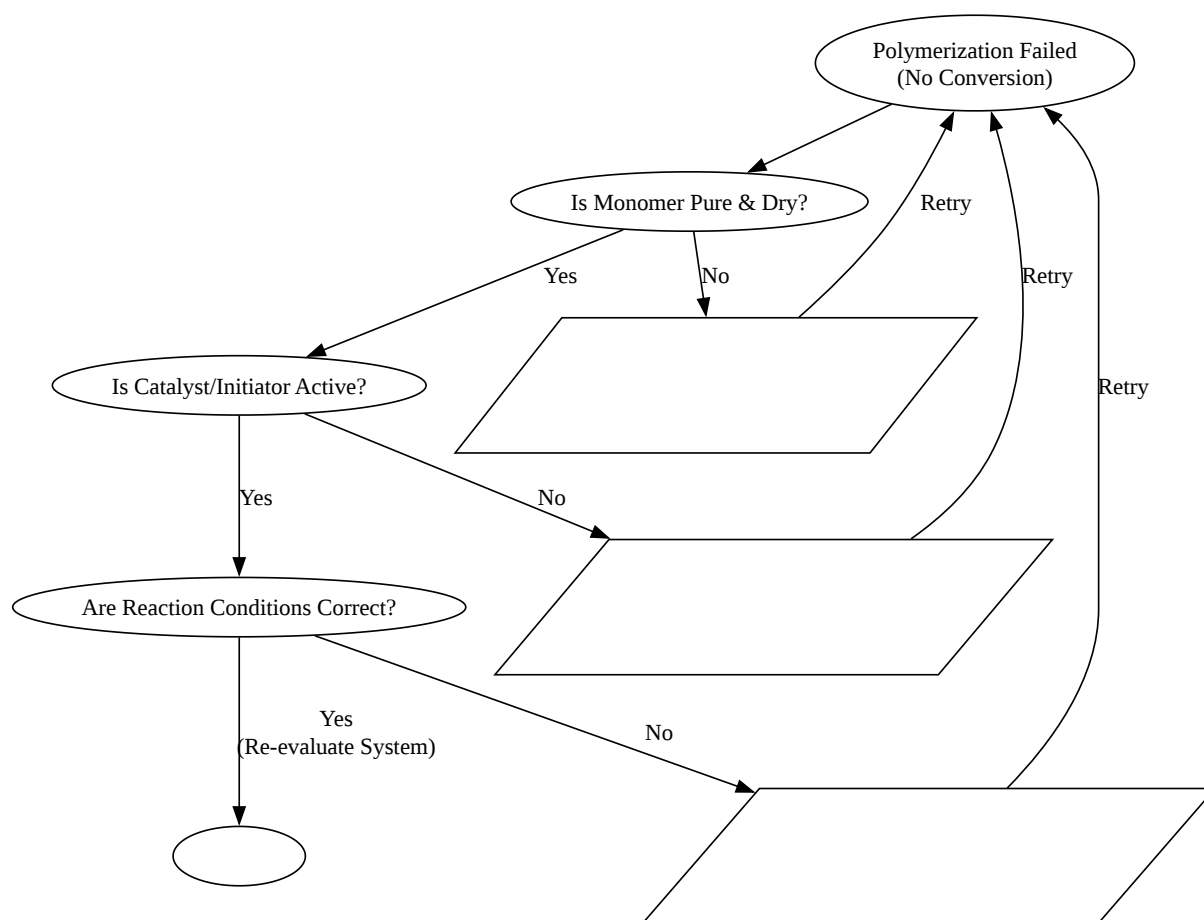 Polymerization Failed
(No Conversion)
Is Monomer Pure & Dry?
Retry
Yes
No
Retry
Is Catalyst/Initiator Active?
Retry
Yes
No
Are Reaction Conditions Correct?
Yes
(Re-evaluate System)
No